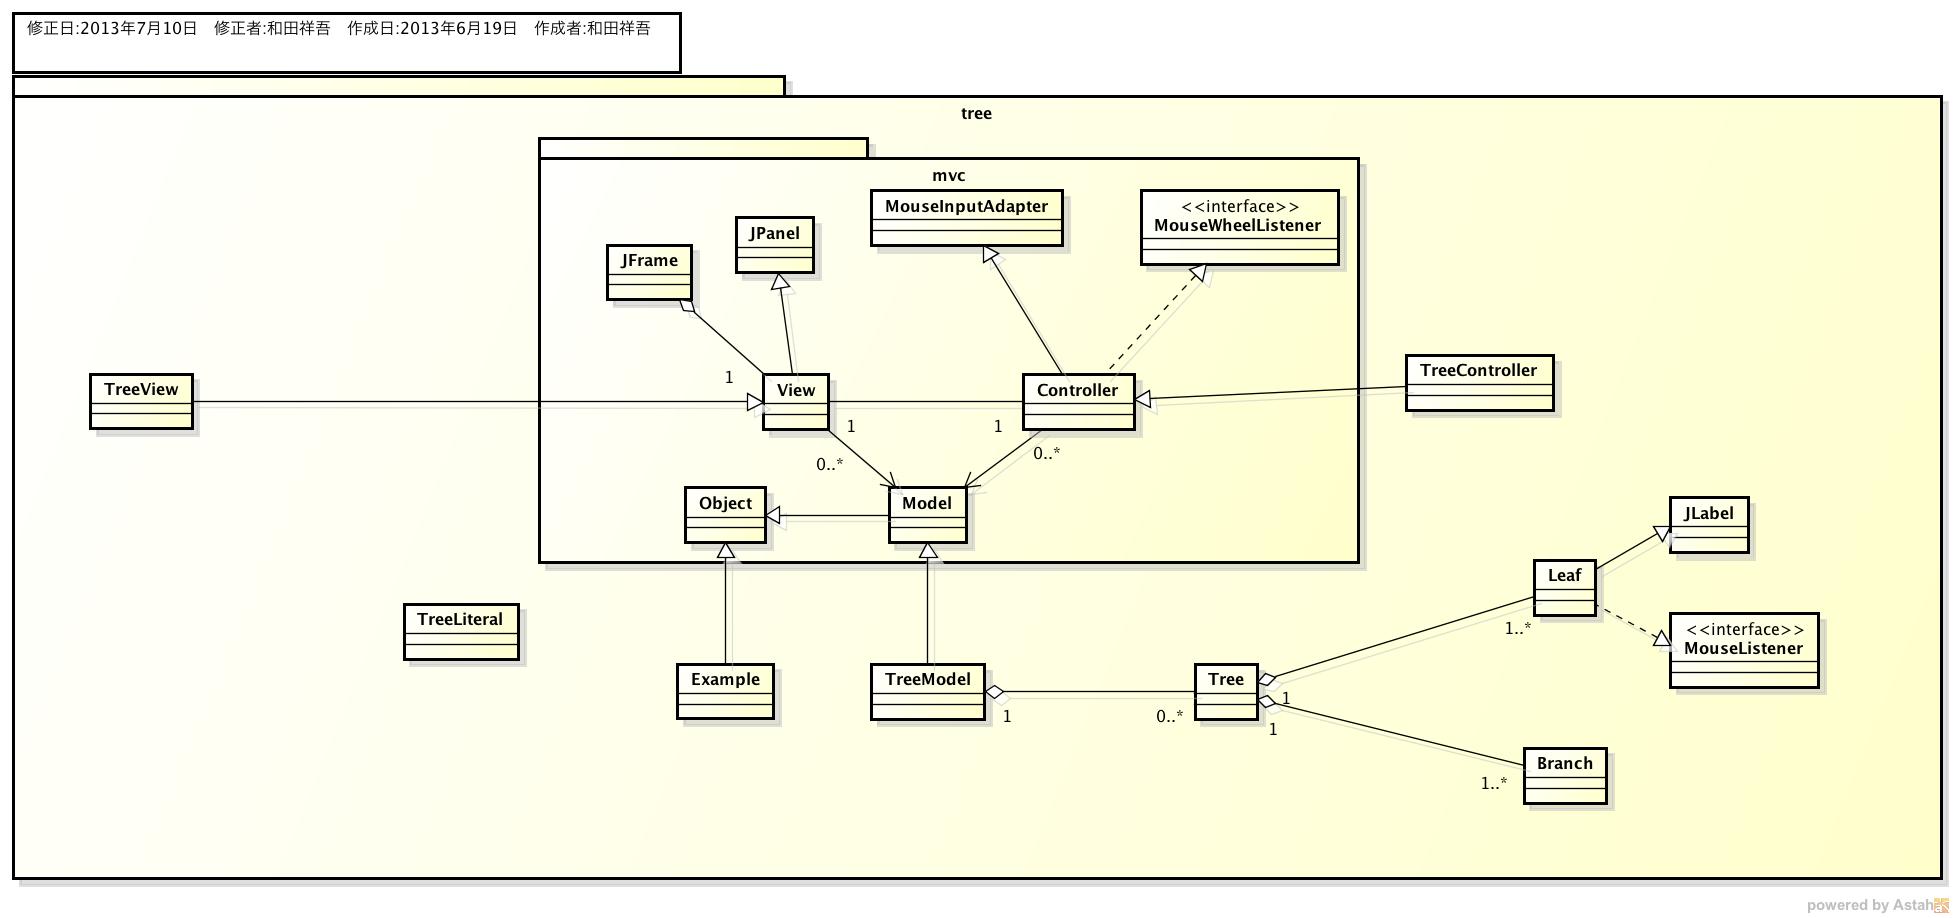 修正日:2013年7月10日　修正者:和田祥吾　作成日:2013年6月19日　作成者:和田祥吾
tree
mvc
MouseInputAdapter
<<interface>>
MouseWheelListener
JPanel
JFrame
TreeView
1
View
Controller
TreeController
1
1
0..*
0..*
Object
Model
JLabel
Leaf
TreeLiteral
1..*
<<interface>>
MouseListener
Example
TreeModel
Tree
1
1
0..*
1
Branch
1..*
powered by Astah